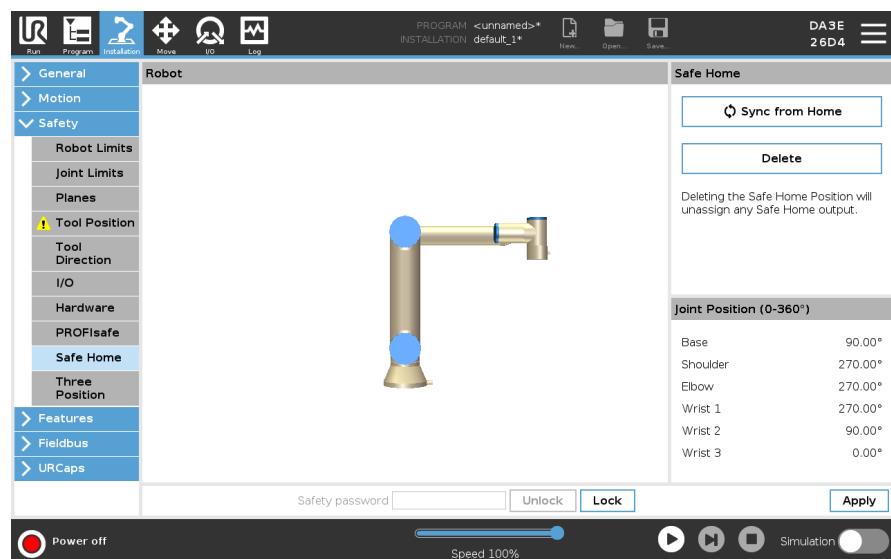 PROGRAM <unnamed>*
INSTALLATION default_1*
DA3E
26D4
Run Program Installation Move I/O Log New... Open... Save...
General
Motion
Safety
Robot Limits
Joint Limits
Planes
Tool Position
Tool
Direction
I/O
Hardware
PROFIsafe
Safe Home
Three
Position
Features
Fieldbus
URCaps
Robot
Safe Home
Sync from Home
Delete
Deleting the Safe Home Position will
unassign any Safe Home output.
Joint Position (0-360°)
Base 90.00°
Shoulder 270.00°
Elbow 270.00°
Wrist 1 270.00°
Wrist 2 90.00°
Wrist 3 0.00°
Safety password Unlock Lock Apply
Power off
Speed 100%
Simulation